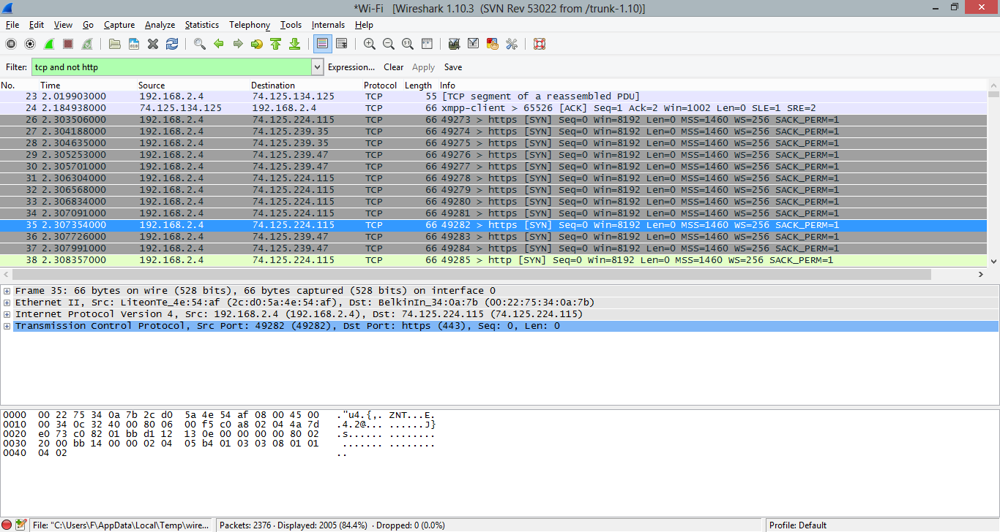 *Wi-Fi [Wireshark 1.10.3 (SVN Rev 53022 from /trunk-1.10)]
File Edit View Go Capture Analyze Statistics Telephony Tools Internals Help
Filter: tcp and not http Expression... Clear Apply Save
No. Time Source Destination Protocol Length Info
23 2.019903000 192.168.2.4 74.125.134.125 TCP 55 [TCP segment of a reassembled PDU]
24 2.184938000 74.125.134.125 192.168.2.4 TCP 66 xmpp-client > 65526 [ACK] Seq=1 Ack=2 Win=1002 Len=0 SLE=1 SRE=2
26 2.303506000 192.168.2.4 74.125.224.115 TCP 66 49273 > https [SYN] Seq=0 Win=8192 Len=0 MSS=1460 WS=256 SACK_PERM=1
27 2.304188000 192.168.2.4 74.125.239.35 TCP 66 49274 > https [SYN] Seq=0 Win=8192 Len=0 MSS=1460 WS=256 SACK_PERM=1
28 2.304635000 192.168.2.4 74.125.239.35 TCP 66 49275 > https [SYN] Seq=0 Win=8192 Len=0 MSS=1460 WS=256 SACK_PERM=1
29 2.305253000 192.168.2.4 74.125.239.47 TCP 66 49276 > https [SYN] Seq=0 Win=8192 Len=0 MSS=1460 WS=256 SACK_PERM=1
30 2.305701000 192.168.2.4 74.125.239.47 TCP 66 49277 > https [SYN] Seq=0 Win=8192 Len=0 MSS=1460 WS=256 SACK_PERM=1
31 2.306304000 192.168.2.4 74.125.224.115 TCP 66 49278 > https [SYN] Seq=0 Win=8192 Len=0 MSS=1460 WS=256 SACK_PERM=1
32 2.306568000 192.168.2.4 74.125.224.115 TCP 66 49279 > https [SYN] Seq=0 Win=8192 Len=0 MSS=1460 WS=256 SACK_PERM=1
33 2.306834000 192.168.2.4 74.125.224.115 TCP 66 49280 > https [SYN] Seq=0 Win=8192 Len=0 MSS=1460 WS=256 SACK_PERM=1
34 2.307091000 192.168.2.4 74.125.224.115 TCP 66 49281 > https [SYN] Seq=0 Win=8192 Len=0 MSS=1460 WS=256 SACK_PERM=1
35 2.307354000 192.168.2.4 74.125.224.115 TCP 66 49282 > https [SYN] Seq=0 Win=8192 Len=0 MSS=1460 WS=256 SACK_PERM=1
36 2.307726000 192.168.2.4 74.125.239.47 TCP 66 49283 > https [SYN] Seq=0 Win=8192 Len=0 MSS=1460 WS=256 SACK_PERM=1
37 2.307991000 192.168.2.4 74.125.239.47 TCP 66 49284 > https [SYN] Seq=0 Win=8192 Len=0 MSS=1460 WS=256 SACK_PERM=1
38 2.308357000 192.168.2.4 74.125.224.115 TCP 66 49285 > http [SYN] Seq=0 Win=8192 Len=0 MSS=1460 WS=256 SACK_PERM=1
Frame 35: 66 bytes on wire (528 bits), 66 bytes captured (528 bits) on interface 0
Ethernet II, Src: LiteonTe_4e:54:af (2c:d0:5a:4e:54:af), Dst: BelkinIn_34:0a:7b (00:22:75:34:0a:7b)
Internet Protocol Version 4, Src: 192.168.2.4 (192.168.2.4), Dst: 74.125.224.115 (74.125.224.115)
Transmission Control Protocol, Src Port: 49282 (49282), Dst Port: https (443), Seq: 0, Len: 0
0000 00 22 75 34 0a 7b 2c d0 5a 4e 54 af 08 00 45 00 ."u4.{,. ZNT...E.
0010 00 34 0c 32 40 00 80 06 00 f5 c0 a8 02 04 4a 7d .4.2@... ......J}
0020 e0 73 c0 82 01 bb d1 12 13 0e 00 00 00 00 80 02 .s...... ........
0030 20 00 bb 14 00 00 02 04 05 b4 01 03 03 08 01 01 ....... ........
0040 04 02 ..
File: "C:\Users\F\AppData\Local\Temp\wire... Packets: 2376 · Displayed: 2005 (84.4%) · Dropped: 0 (0.0%) Profile: Default